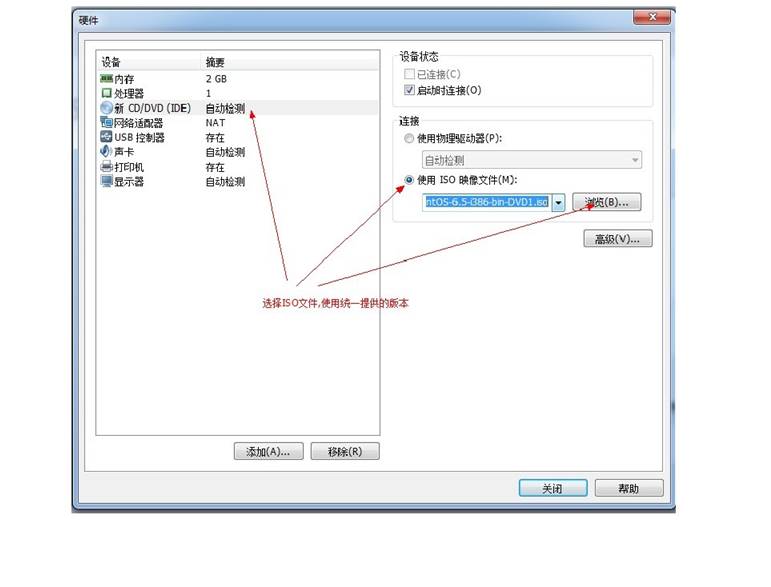 硬件
设备 摘要
内存 2 GB
处理器 1
新 CD/DVD (IDE) 自动检测
网络适配器 NAT
USB 控制器 存在
声卡 自动检测
打印机 存在
显示器 自动检测
添加(A)...
移除(R)
设备状态
已连接(C)
启动时连接(O)
连接
使用物理驱动器(P):
自动检测
使用 ISO 映像文件(M):
ntOS-6.5-i386-bin-DVD1.iso
浏览(B)...
高级(V)...
选择ISO文件,使用统一提供的版本
关闭
帮助